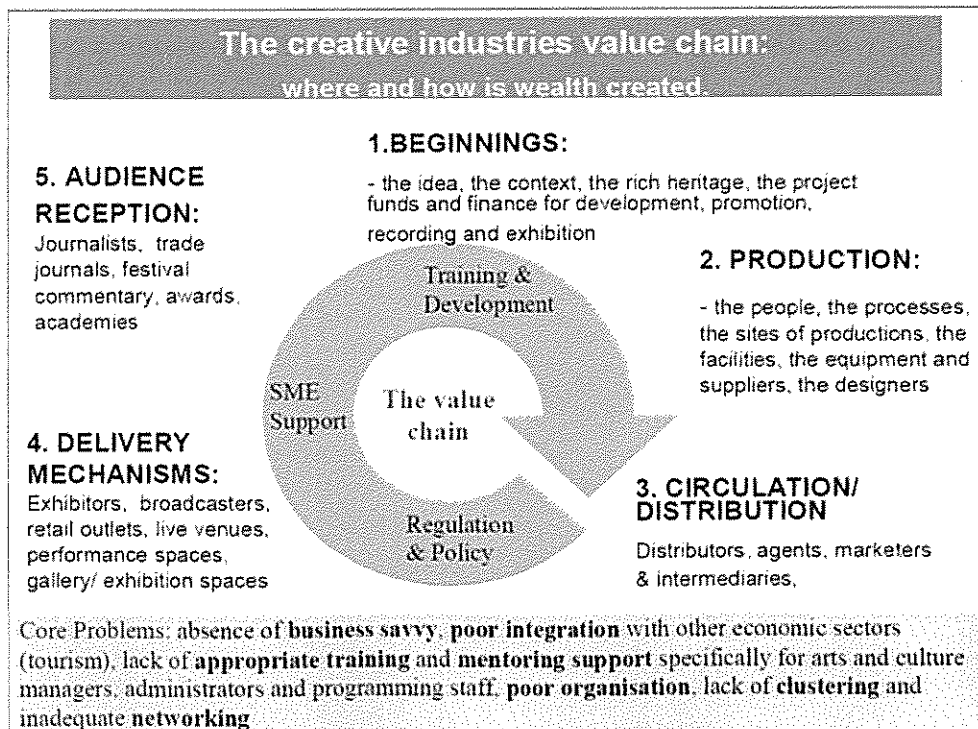 The creative industries value chain:
where and how is wealth created.
1.BEGINNINGS:
- the idea, the context, the rich heritage, the project
funds and finance for development, promotion,
recording and exhibition
2. PRODUCTION:
- the people, the processes,
the sites of productions, the
facilities, the equipment and
suppliers, the designers
3. CIRCULATION/
DISTRIBUTION
Distributors, agents, marketers
& intermediaries,
4. DELIVERY
MECHANISMS:
Exhibitors, broadcasters,
retail outlets, live venues,
performance spaces,
gallery/ exhibition spaces
5. AUDIENCE
RECEPTION:
Journalists, trade
journals, festival
commentary, awards,
academies
Training &
Development
SME
Support
The value
chain
Regulation
& Policy
Core Problems: absence of business savvy, poor integration with other economic sectors
(tourism), lack of appropriate training and mentoring support specifically for arts and culture
managers, administrators and programming staff, poor organisation, lack of clustering and
inadequate networking